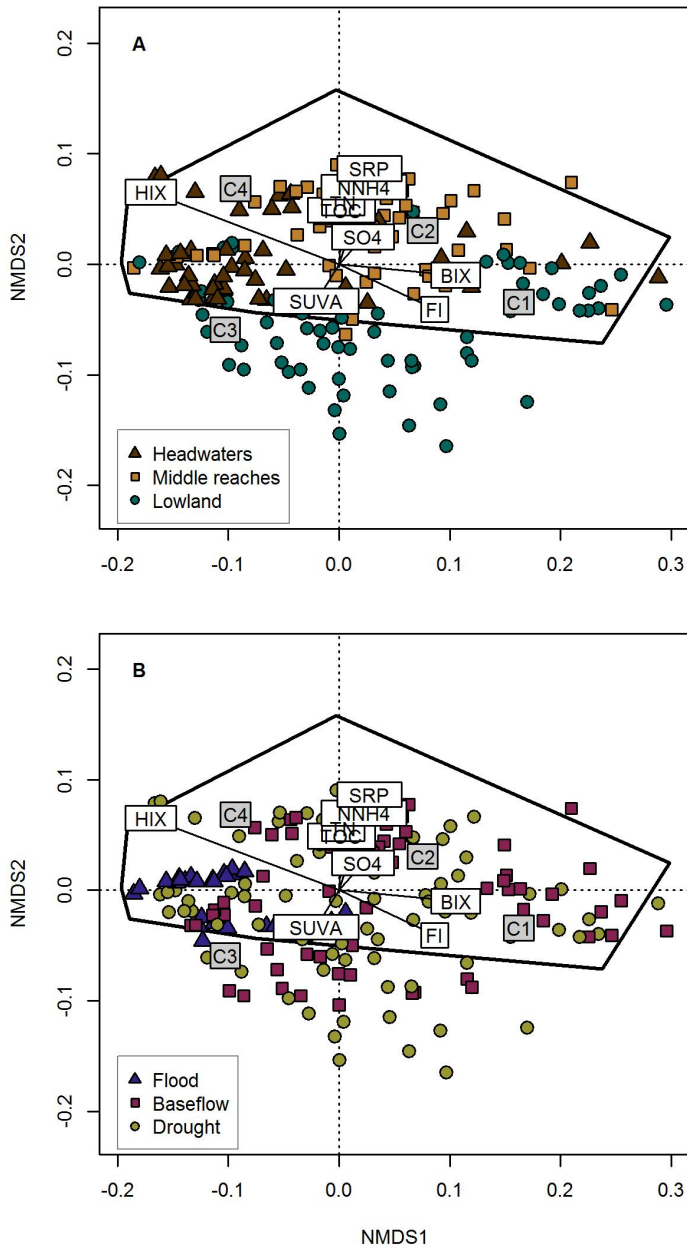 A
0.2
0.1
0.0
-0.1
-0.2
NMDS2
SRP
C4
HIX
NNH4
TN
TOC
C2
SO4
BIX
SUVA
C1
FI
C3
Headwaters
Middle reaches
Lowland
-0.2 -0.1 0.0 0.1 0.2 0.3
B
0.2
0.1
0.0
-0.1
-0.2
NMDS2
SRP
C4
NNH4
HIX
TN
TOC
C2
SO4
BIX
SUVA
C1
FI
C3
Flood
Baseflow
Drought
-0.2 -0.1 0.0 0.1 0.2 0.3
NMDS1